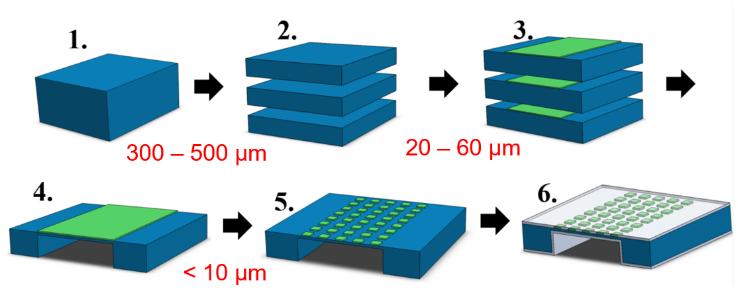 1.
2.
3.
300 – 500 µm
20 – 60 µm
4.
5.
6.
< 10 µm